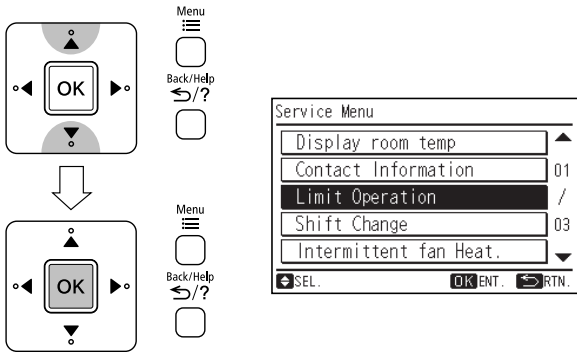 Menu
OK
Back/Help
/?
Menu
OK
Back/Help
/?
Service Menu
Display room temp
Contact Information
01
Limit Operation
/
Shift Change
03
Intermittent fan Heat.
SEL.
OK ENT.
RTN.